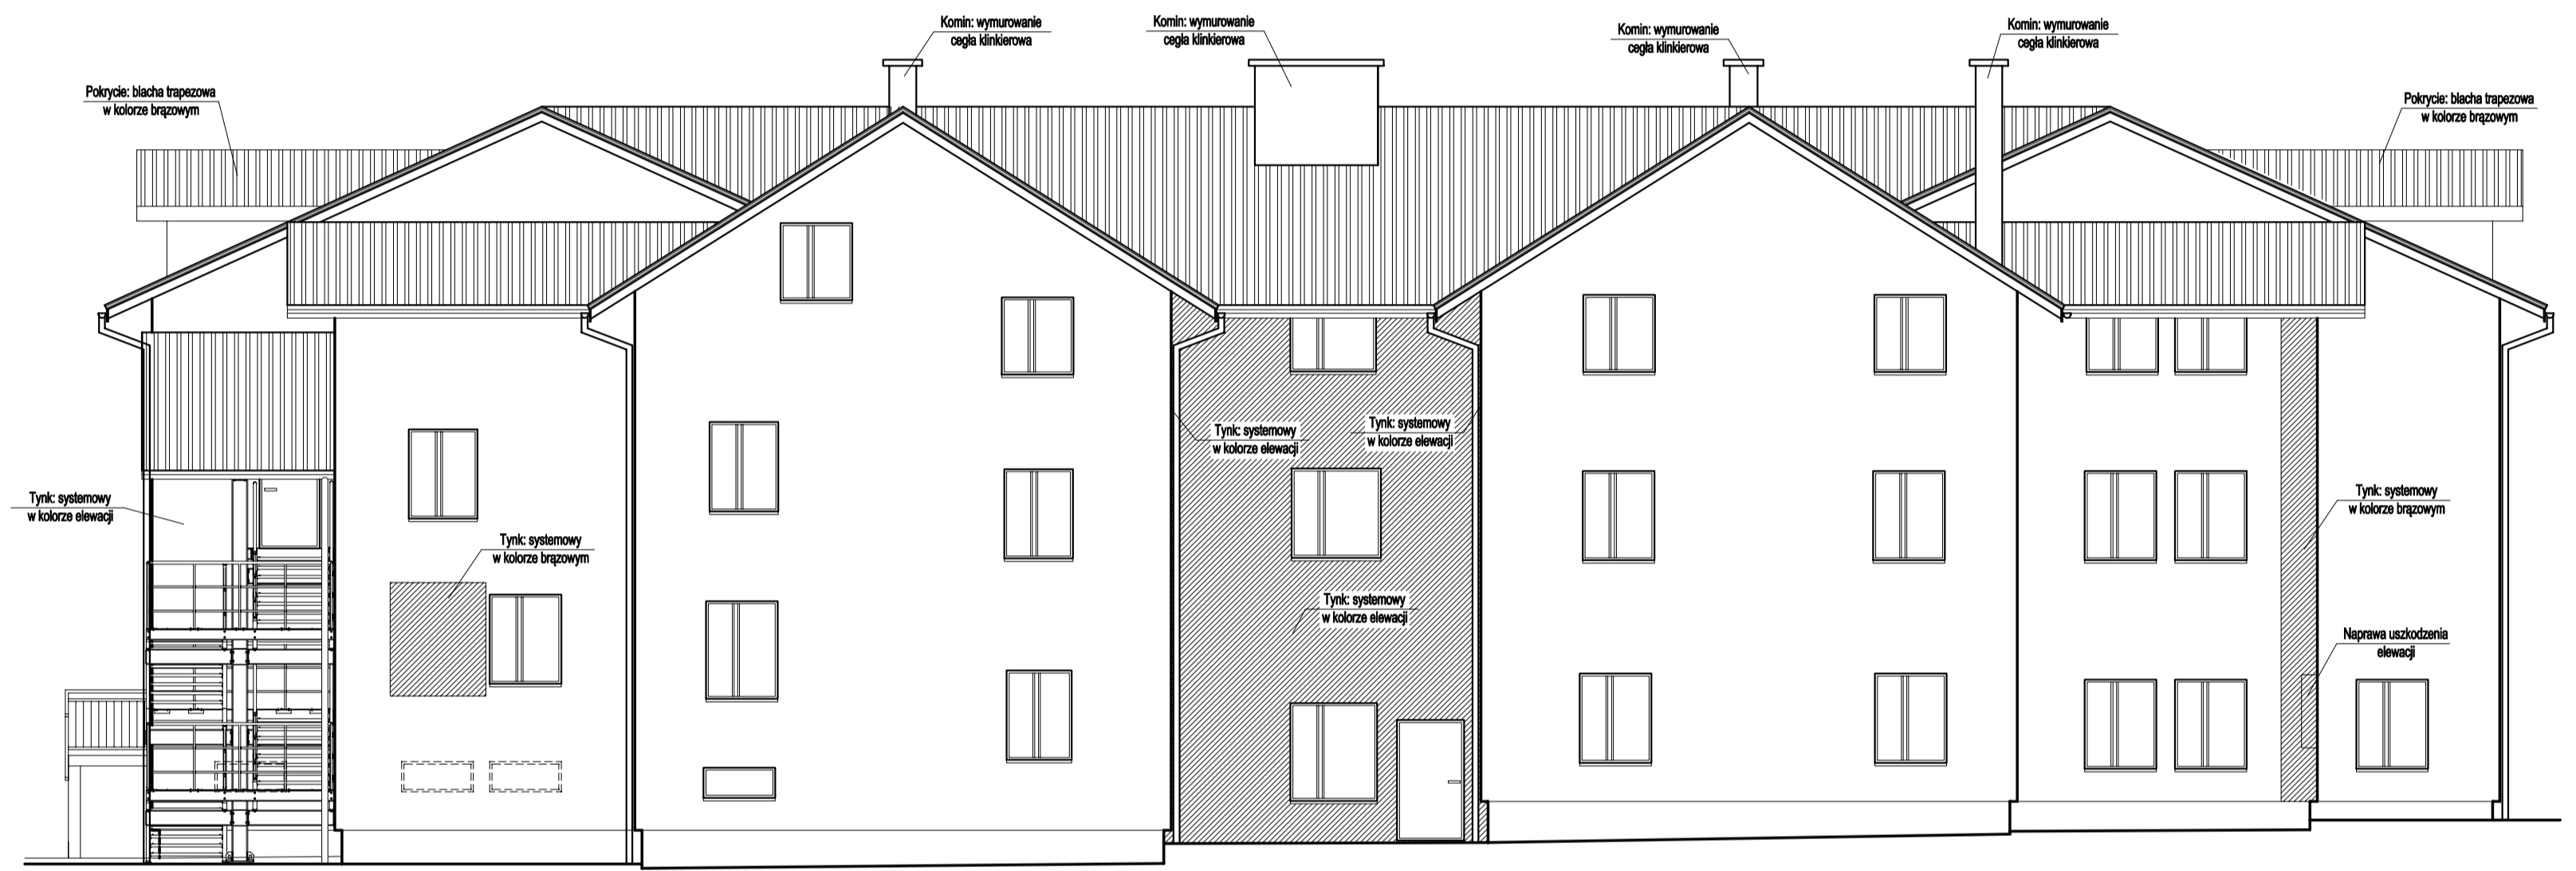 Komin: wymurowanie
cegła klinkierowa
Komin: wymurowanie
cegła klinkierowa
Komin: wymurowanie
cegła klinkierowa
Komin: wymurowanie
cegła klinkierowa
Pokrycie: blacha trapezowa
w kolorze brązowym
Pokrycie: blacha trapezowa
w kolorze brązowym
Tynk: systemowy
w kolorze elewacji
Tynk: systemowy
w kolorze elewacji
Tynk: systemowy
w kolorze elewacji
Tynk: systemowy
w kolorze brązowym
Tynk: systemowy
w kolorze brązowym
Tynk: systemowy
w kolorze elewacji
Naprawa uszkodzenia
elewacji